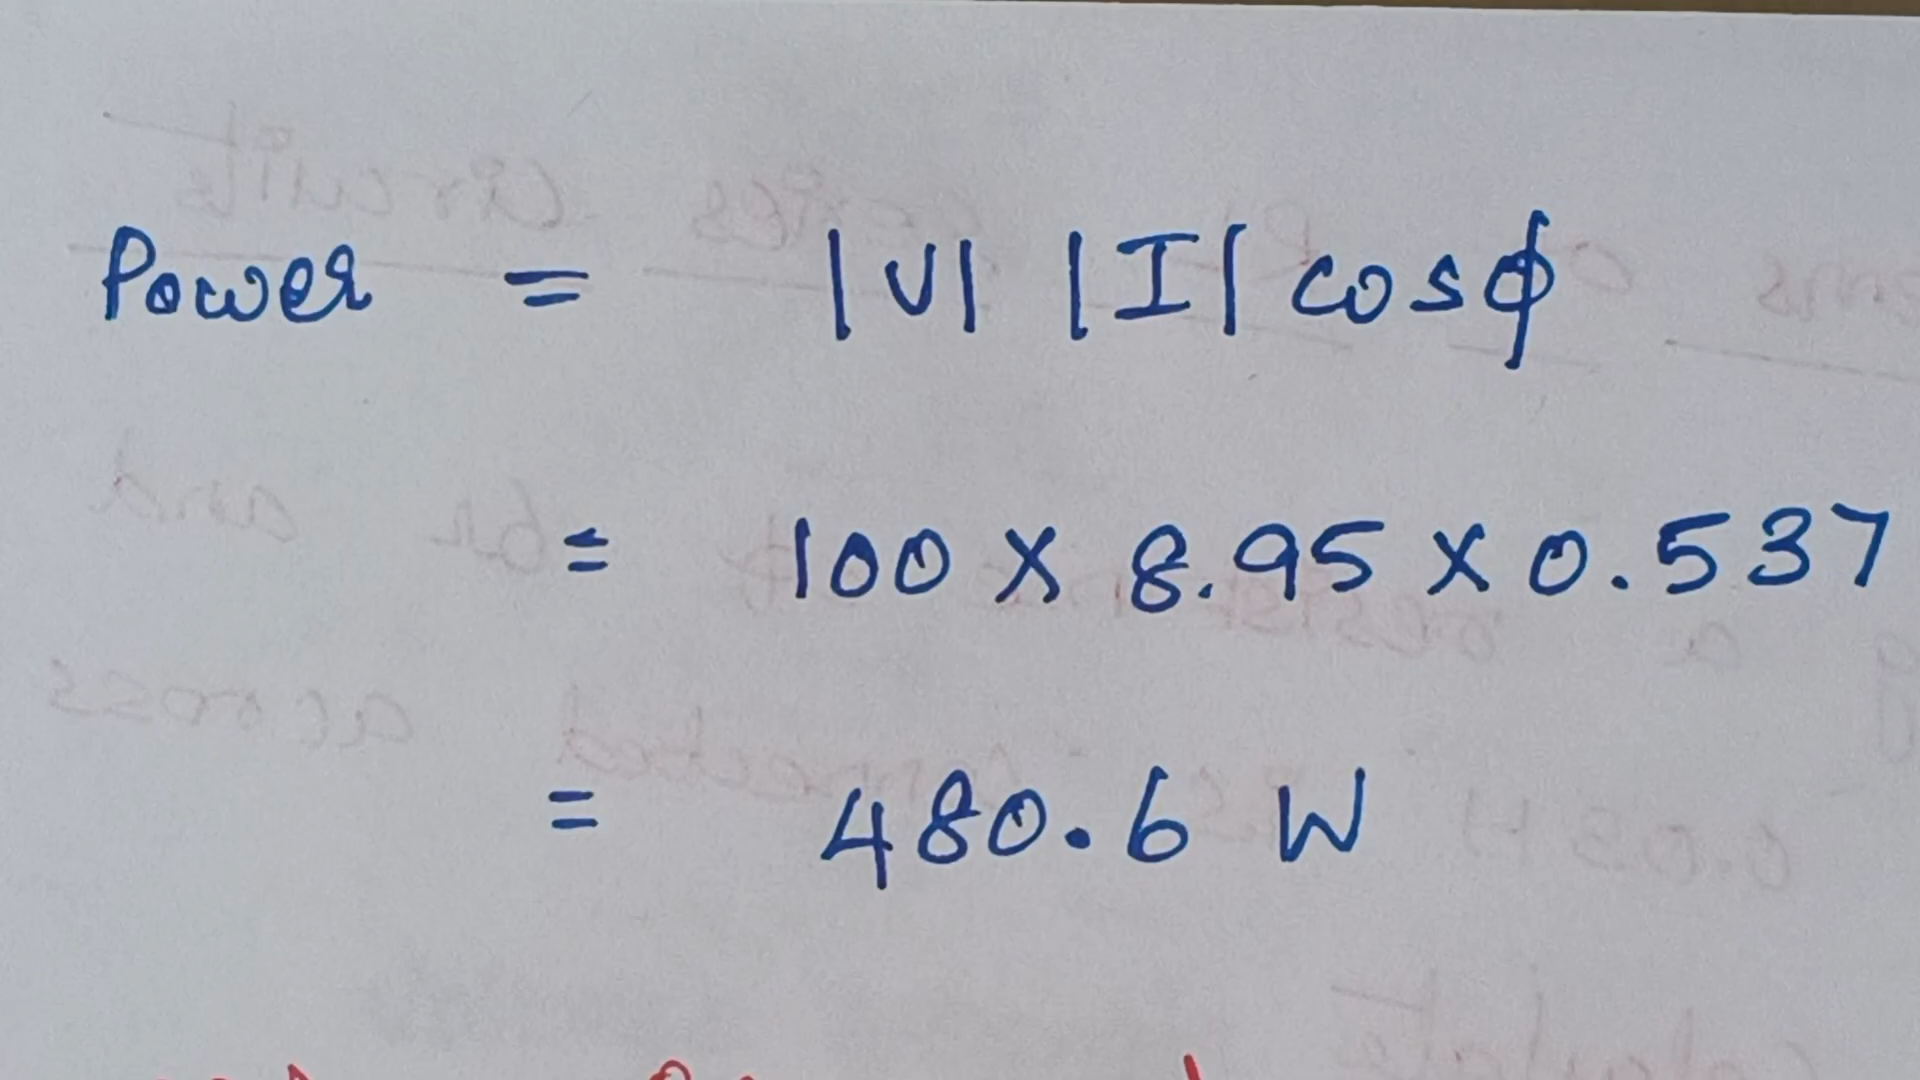 Power = |V| |I| cosϕ
= 100 × 8.95 × 0.537
= 480.6 W